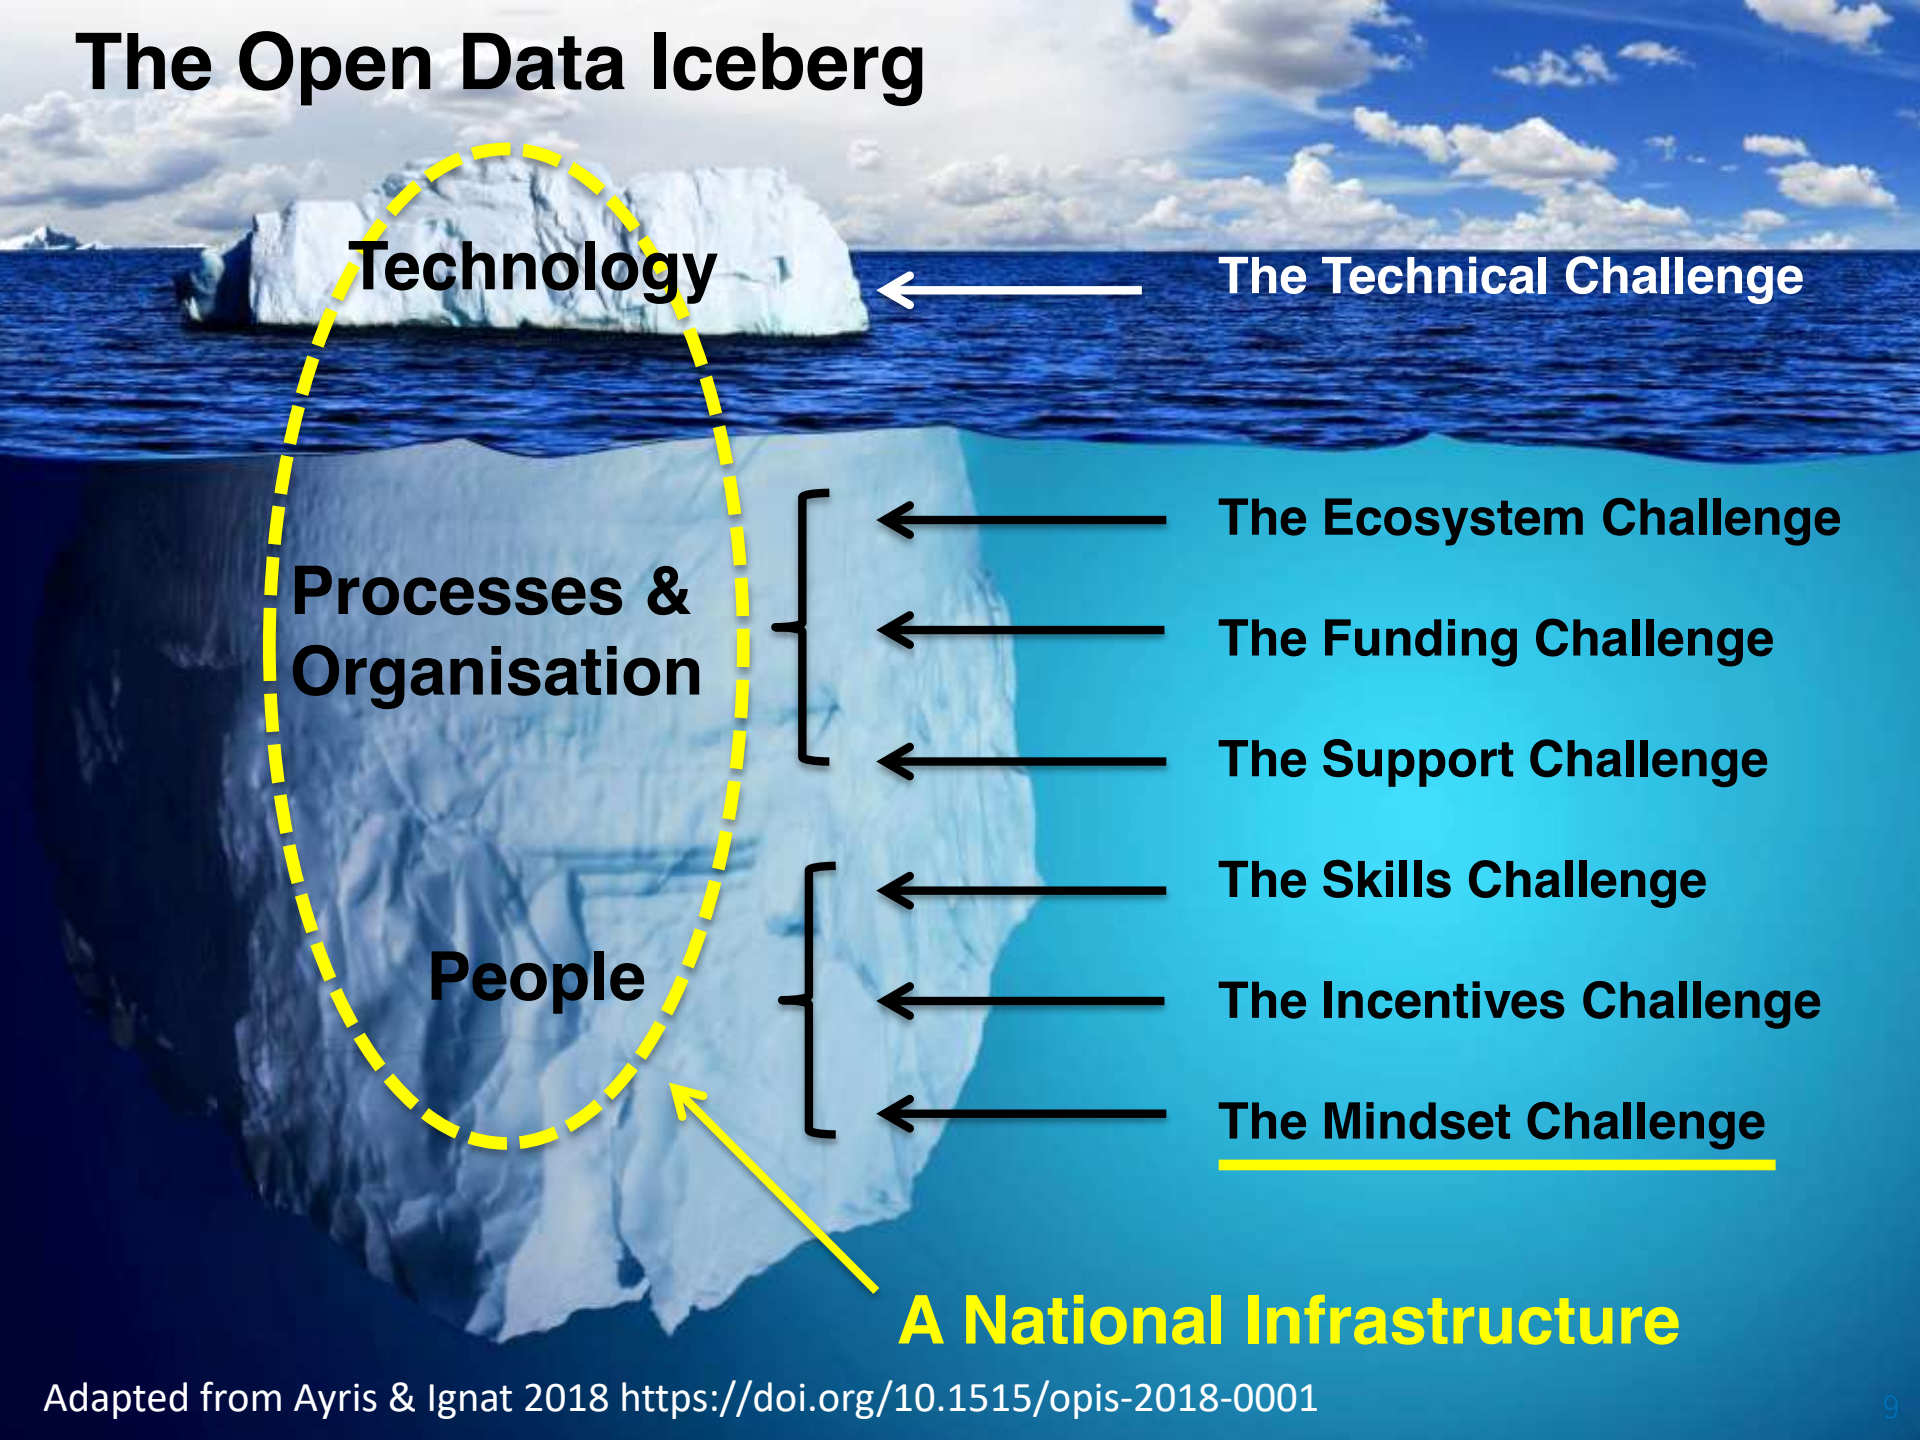 The Open Data Iceberg
Technology
The Technical Challenge
Processes &
Organisation
The Ecosystem Challenge
The Funding Challenge
The Support Challenge
People
The Skills Challenge
The Incentives Challenge
The Mindset Challenge
A National Infrastructure
Adapted from Ayris & Ignat 2018 https://doi.org/10.1515/opis-2018-0001
9